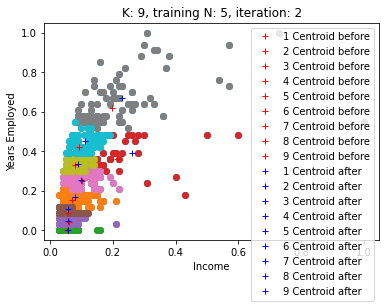 K: 9, training N: 5, iteration: 2
Years Employed
1.0
0.8
0.6
0.4
0.2
0.0
0.0
0.2
0.4
0.6
0.8
1.0
Income
1 Centroid before
2 Centroid before
3 Centroid before
4 Centroid before
5 Centroid before
6 Centroid before
7 Centroid before
8 Centroid before
9 Centroid before
1 Centroid after
2 Centroid after
3 Centroid after
4 Centroid after
5 Centroid after
6 Centroid after
7 Centroid after
8 Centroid after
9 Centroid after